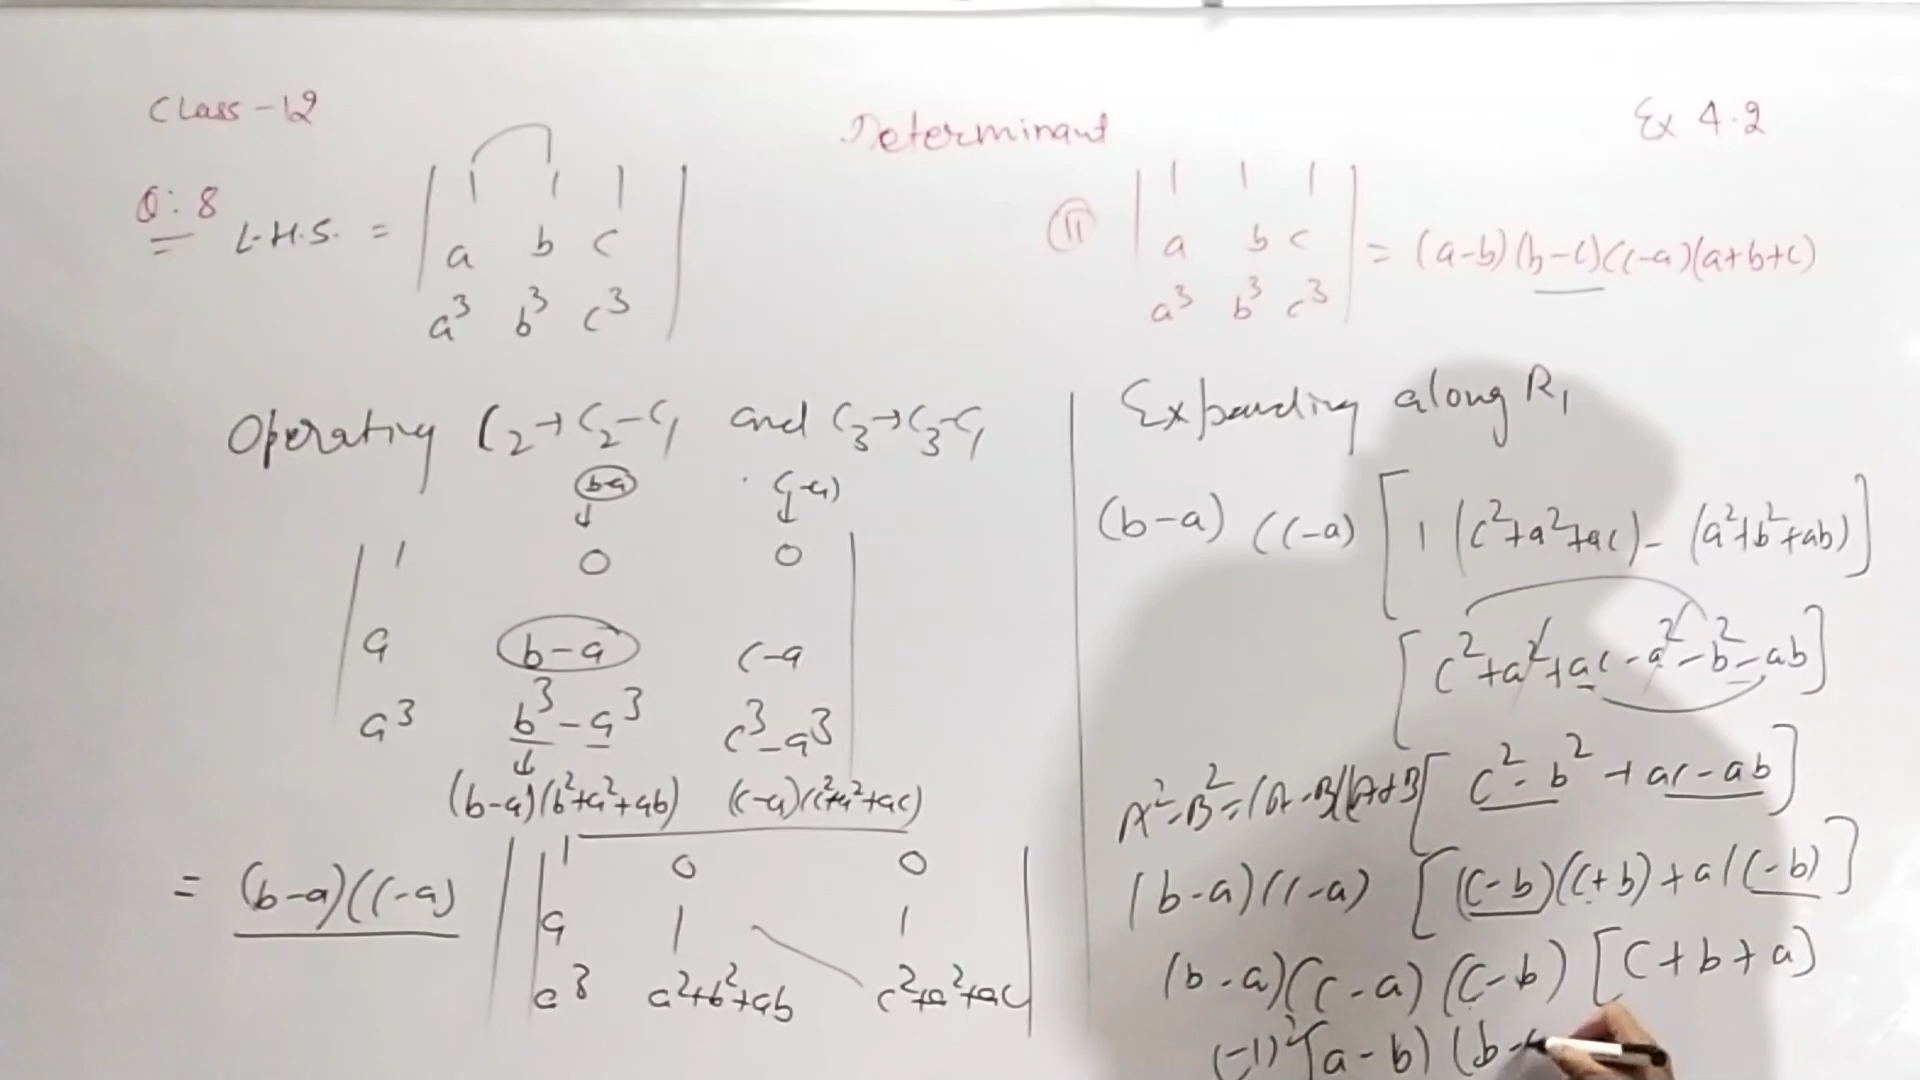 Class-12
Determinant
Ex 4.2
Q: 8 L.H.S. = | 1 1 1 |
| a b c |
| a³ b³ c³ |
Operating C₂→C₂-C₁ and C₃→C₃-C₁
(b-a) (c-a)
↓ ↓
| 1 0 0 |
| a b-a c-a |
| a³ b³-a³ c³-a³ |
↓
(b-a)(b²+a²+ab) (c-a)(c²+a²+ac)
= (b-a)(c-a) | 1 0 0 |
| a 1 1 |
| a³ a²+b²+ab c²+a²+ac |
(ii) | 1 1 1 |
| a b c | = (a-b)(b-c)(c-a)(a+b+c)
| a³ b³ c³ |
Expanding along R₁
(b-a) (c-a) [ 1 (c²+a²+ac) - (a²+b²+ab) ]
[ c²+a²+ac-a²-b²-ab ]
A²-B²=(A-B)(A+B) [ c²-b²+ac-ab ]
(b-a)(c-a) [ (c-b)(c+b)+a(c-b) ]
(b-a)(c-a)(c-b) [c+b+a]
(-1)²(a-b)(b-